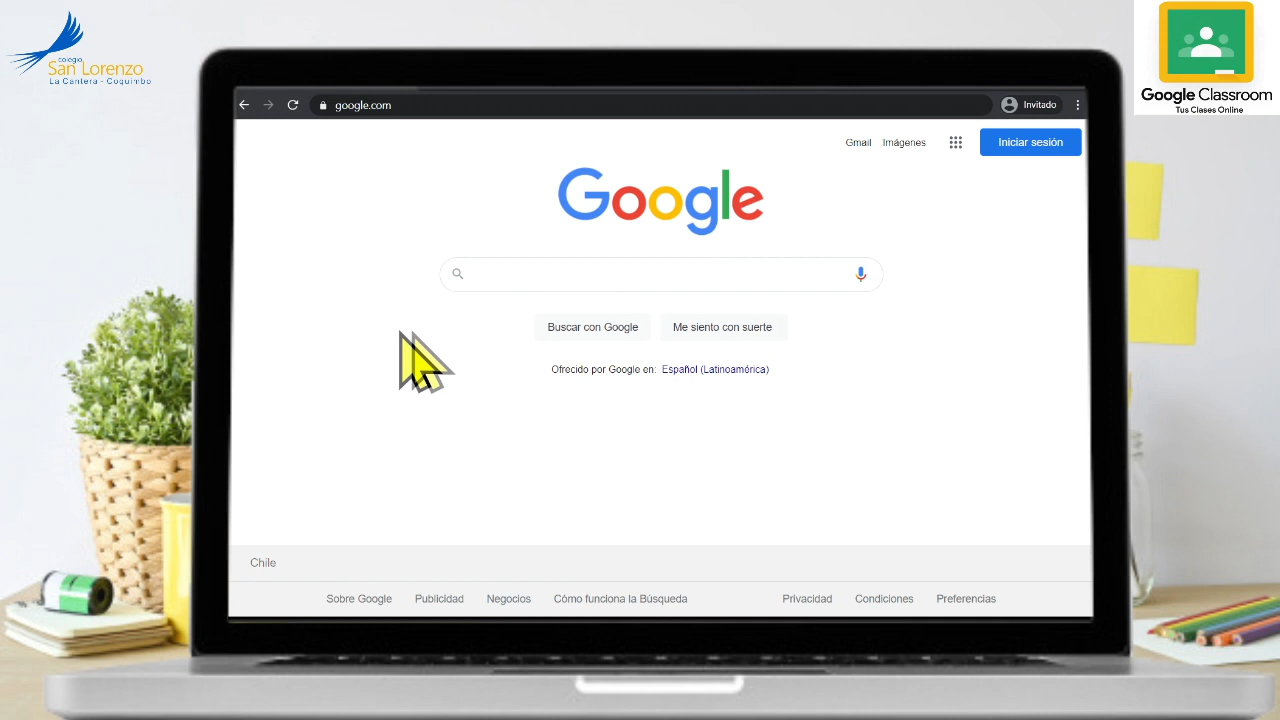 colegio
San Lorenzo
La Cantera - Coquimbo
Google Classroom
Tus Clases Online
google.com
Invitado
Gmail Imágenes
Iniciar sesión
Google
Buscar con Google Me siento con suerte
Ofrecido por Google en: Español (Latinoamérica)
Chile
Sobre Google Publicidad Negocios Cómo funciona la Búsqueda Privacidad Condiciones Preferencias